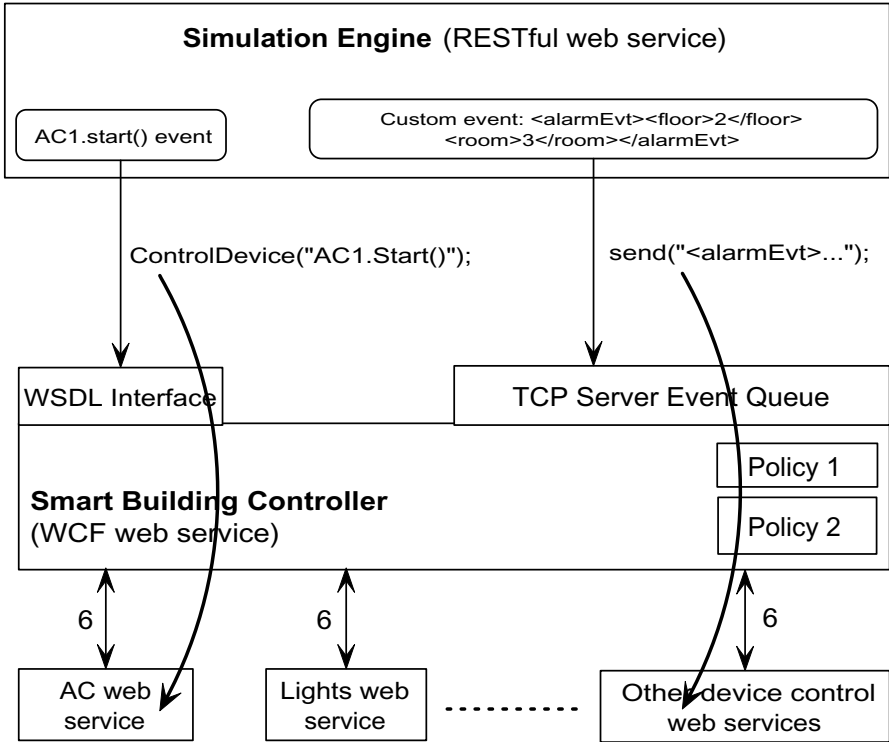 Simulation Engine (RESTful web service)
AC1.start() event
Custom event: <alarmEvt><floor>2</floor>
<room>3</room></alarmEvt>
ControlDevice("AC1.Start()");
send("<alarmEvt>...");
WSDL Interface
TCP Server Event Queue
Policy 1
Smart Building Controller
(WCF web service)
Policy 2
6
6
6
AC web
service
Lights web
service
Other device control
web services